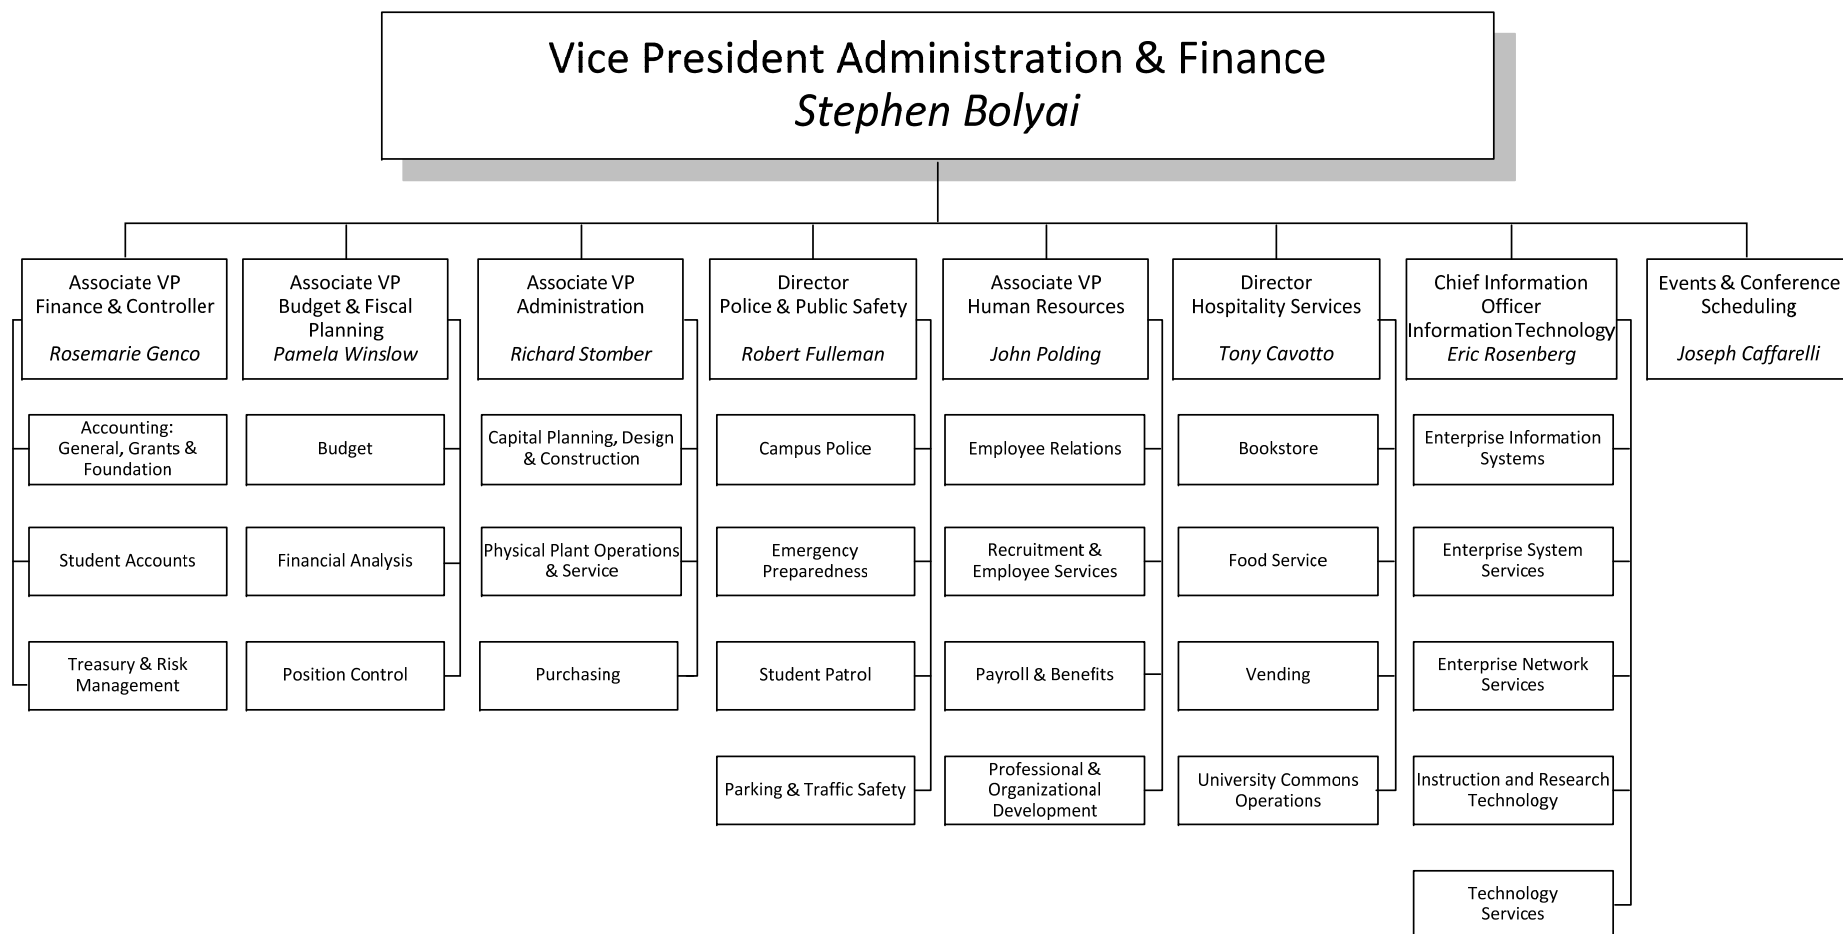 Vice President Administration & Finance
Stephen Bolyai
Associate VP
Finance & Controller
Rosemarie Genco
Associate VP
Budget & Fiscal
Planning
Pamela Winslow
Associate VP
Administration
Richard Stomber
Director
Police & Public Safety
Robert Fulleman
Associate VP
Human Resources
John Polding
Director
Hospitality Services
Tony Cavotto
Chief Information
Officer
Information Technology
Eric Rosenberg
Events & Conference
Scheduling
Joseph Caffarelli
Accounting:
General, Grants &
Foundation
Budget
Capital Planning, Design
& Construction
Campus Police
Employee Relations
Bookstore
Enterprise Information
Systems
Student Accounts
Financial Analysis
Physical Plant Operations
& Service
Emergency
Preparedness
Recruitment &
Employee Services
Food Service
Enterprise System
Services
Treasury & Risk
Management
Position Control
Purchasing
Student Patrol
Payroll & Benefits
Vending
Enterprise Network
Services
Parking & Traffic Safety
Professional &
Organizational
Development
University Commons
Operations
Instruction and Research
Technology
Technology
Services